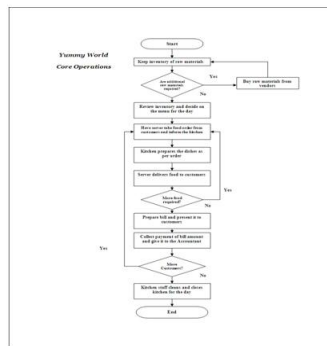 Start
Yummy World
Core Operations
Keep inventory of raw materials
Yes
Are additional
raw materials
required?
Buy raw materials from
vendors
No
Review inventory and decide on
the menu for the day
Have server take food order from
customer and inform the kitchen
Kitchen prepares the dishes as
per order
Server delivers food to customers
Yes
More food
required?
No
Prepare bill and present it to
customers
Collect payment of bill amount
and give it to the Accountant
Yes
More
Customers?
No
Kitchen staff cleans and closes
kitchen for the day
End